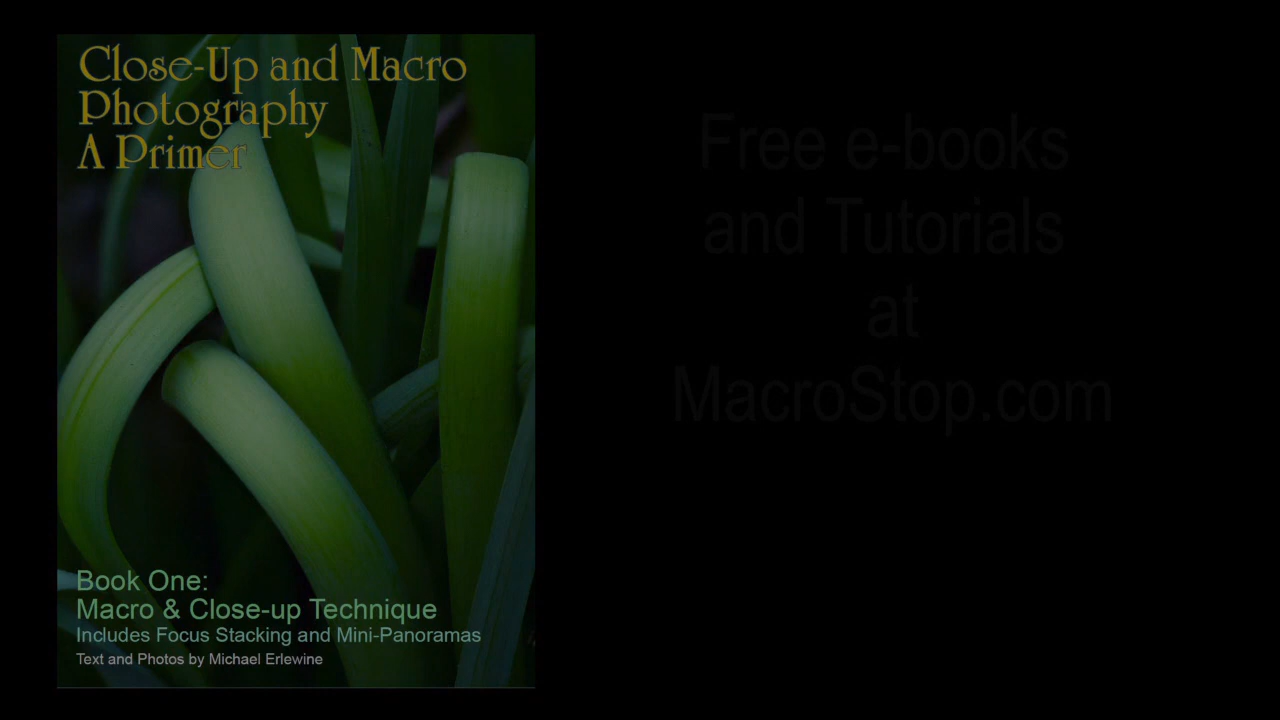 Close-Up and Macro
Photography
A Primer
Book One:
Macro & Close-up Technique
Includes Focus Stacking and Mini-Panoramas
Text and Photos by Michael Erlewine
Free e-books
and Tutorials
at
MacroStop.com